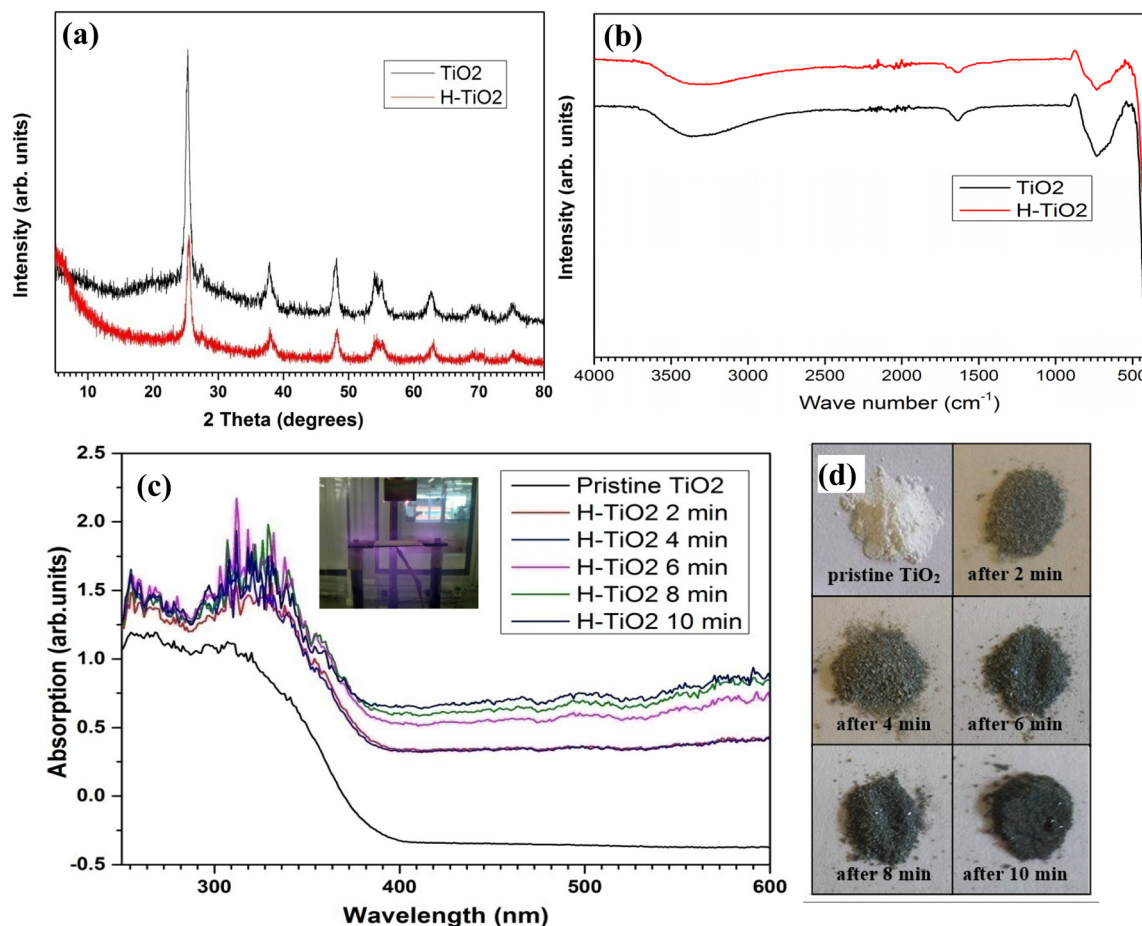 (a)
TiO2
H-TiO2
Intensity (arb. units)
10 20 30 40 50 60 70 80
2 Theta (degrees)
(b)
Intensity (arb. units)
TiO2
H-TiO2
4000 3500 3000 2500 2000 1500 1000 500
Wave number (cm⁻¹)
(c)
2.5
2.0
1.5
1.0
0.5
0.0
-0.5
Absorption (arb.units)
Pristine TiO2
H-TiO2 2 min
H-TiO2 4 min
H-TiO2 6 min
H-TiO2 8 min
H-TiO2 10 min
300 400 500 600
Wavelength (nm)
(d)
pristine TiO₂
after 2 min
after 4 min
after 6 min
after 8 min
after 10 min